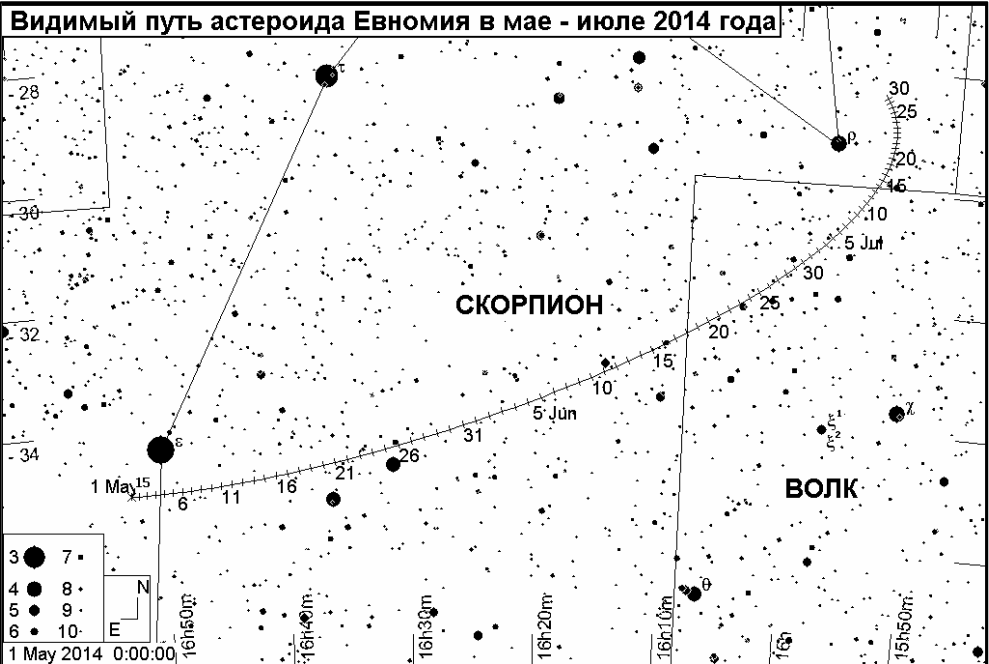 Видимый путь астероида Евномия в мае - июле 2014 года
τ
- 28
30
25
ρ
20
15
- 30
10
5 Jul
30
СКОРПИОН
25
- 32
20
15
10
5 Jun
χ
ξ1
ξ2
31
ε
26
- 34
21
16
11
6
1 May 15
ВОЛК
3 7
4 8
5 9
6 10
N
E
θ
16h50m
16h40m
16h30m
16h20m
16h10m
16h
15h50m
1 May 2014 0:00:00